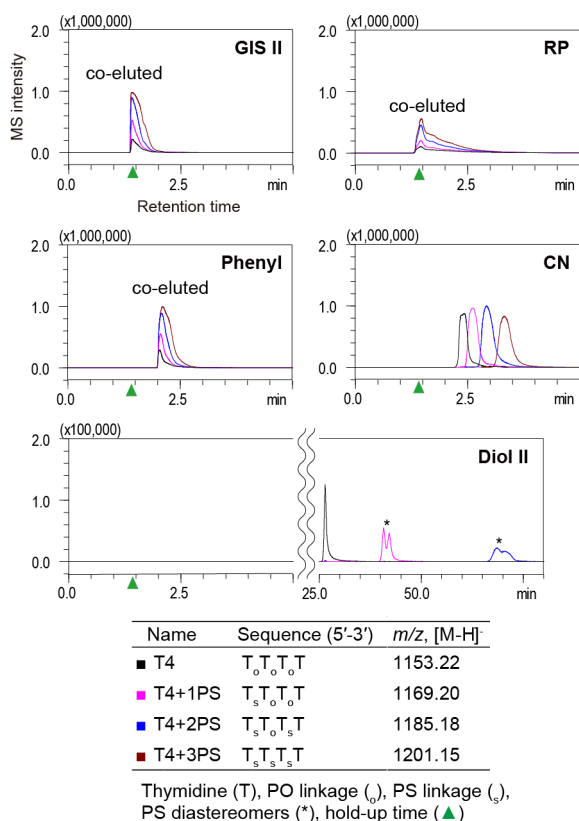 (x1,000,000)
GIS II
2.0
co-eluted
MS intensity
1.0
0.0
0.0
2.5
min
Retention time
(x1,000,000)
RP
2.0
co-eluted
1.0
0.0
0.0
2.5
min
(x1,000,000)
Phenyl
2.0
co-eluted
1.0
0.0
0.0
2.5
min
(x1,000,000)
CN
2.0
1.0
0.0
0.0
2.5
min
(x100,000)
Diol II
2.0
1.0
0.0
0.0
2.5
25.0
50.0
min
*
*
Name Sequence (5′-3′) m/z, [M-H]⁻
T4 TₒTₒTₒT 1153.22
T4+1PS TₛTₒTₒT 1169.20
T4+2PS TₛTₒTₛT 1185.18
T4+3PS TₛTₛTₛT 1201.15
Thymidine (T), PO linkage (ₒ), PS linkage (ₛ),
PS diastereomers (*), hold-up time (▲)